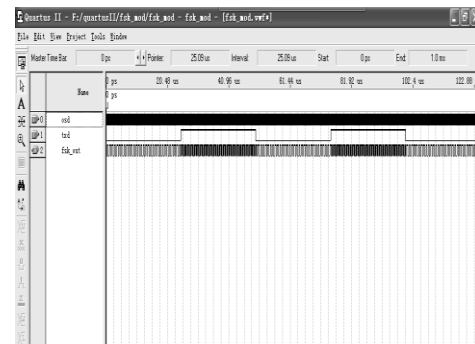 Quartus II - F:/quartusII/fsk_mod/fsk_mod - fsk_mod - [fsk_mod.vwf*]
File Edit View Project Tools Window
Master Time Bar: 0 ps Pointer: 25.09 us Interval: 25.09 us Start: 0 ps End: 1.0 ms
Name
0 ps 20.48 us 40.96 us 61.44 us 81.92 us 102.4 us 122.88
0 ps
0
1 txd
2
A